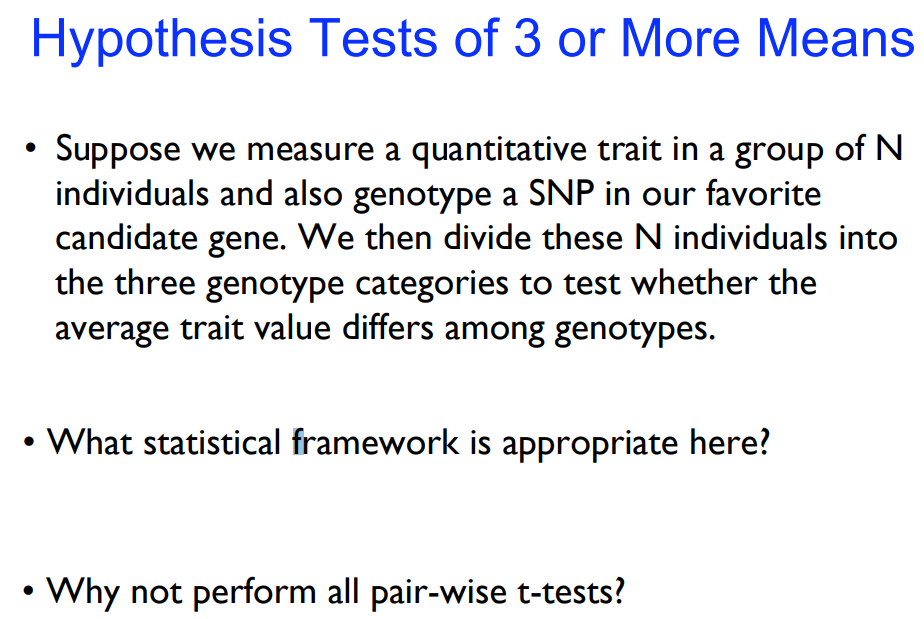 Hypothesis Tests of 3 or More Means
• Suppose we measure a quantitative trait in a group of N
individuals and also genotype a SNP in our favorite
candidate gene. We then divide these N individuals into
the three genotype categories to test whether the
average trait value differs among genotypes.
• What statistical framework is appropriate here?
• Why not perform all pair-wise t-tests?